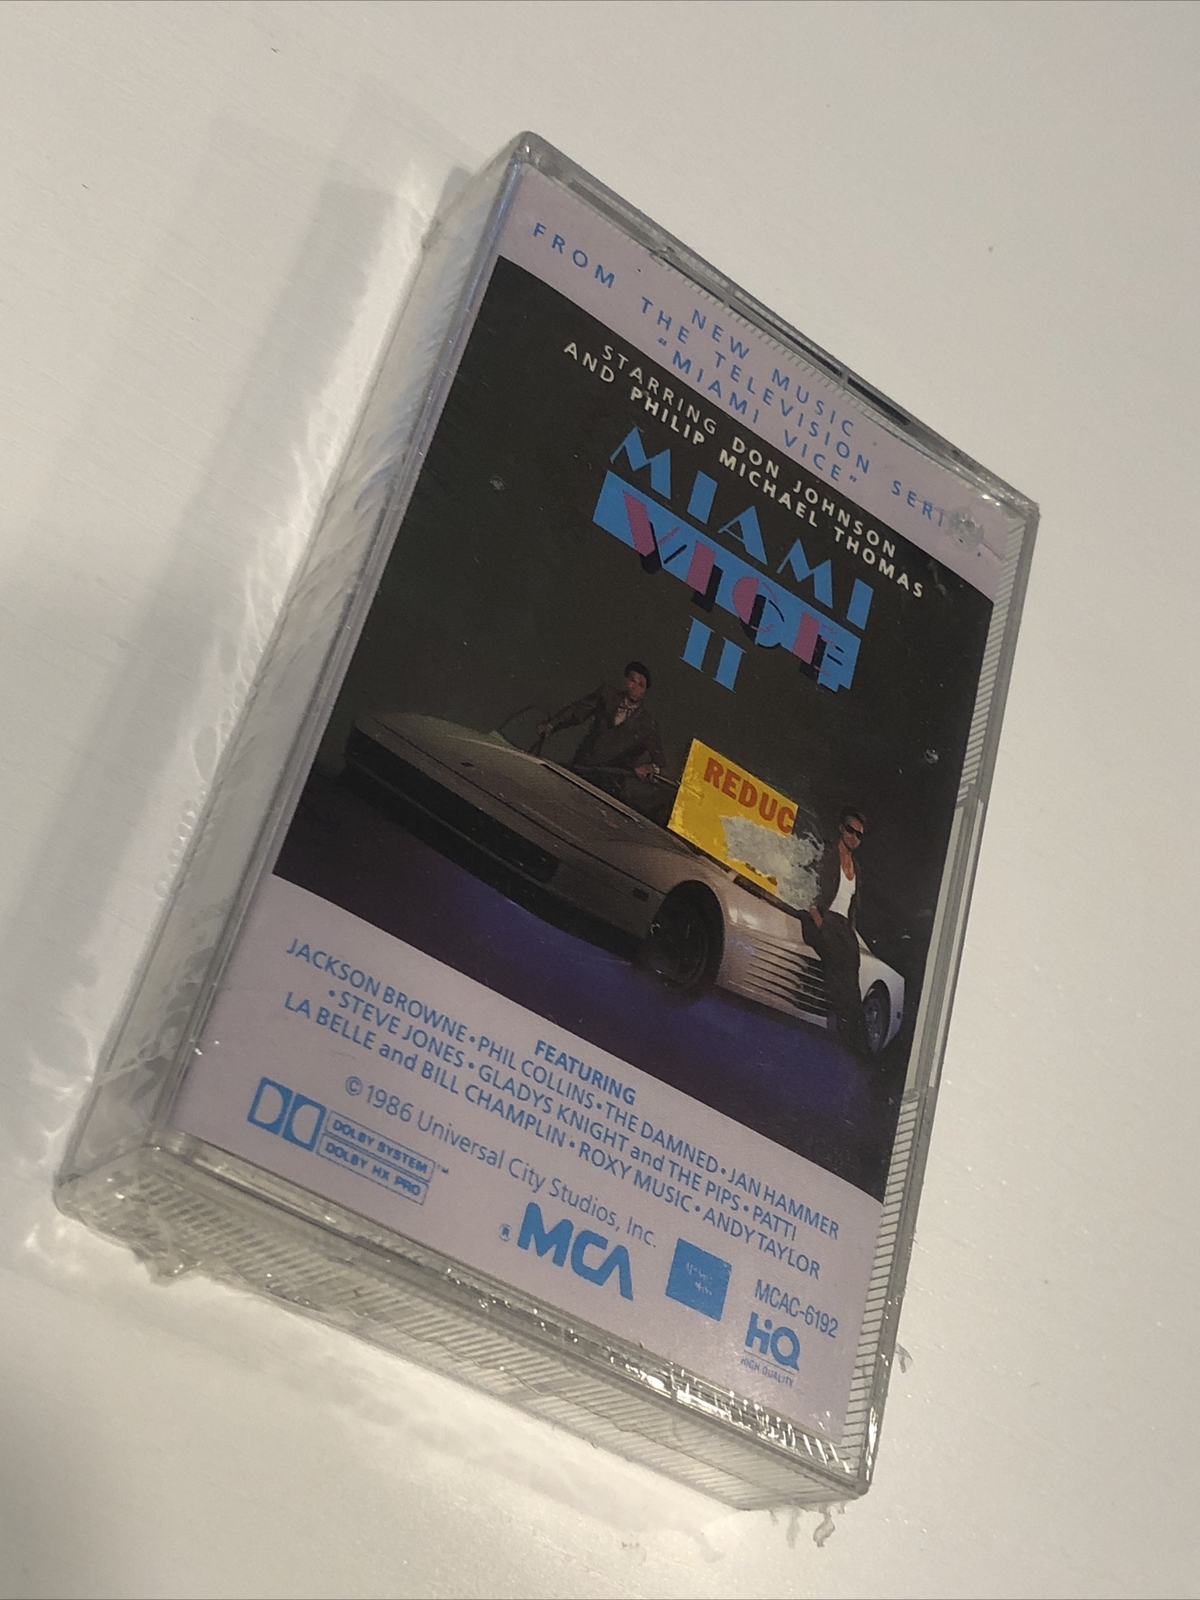 NEW MUSIC
FROM THE TELEVISION
"MIAMI VICE"
STARRING DON JOHNSON
AND PHILIP MICHAEL THOMAS
MIAMI
VICE
II
REDUC
FEATURING
JACKSON BROWNE • PHIL COLLINS • THE DAMNED • JAN HAMMER
• STEVE JONES • GLADYS KNIGHT and THE PIPS • PATTI
LA BELLE and BILL CHAMPLIN • ROXY MUSIC • ANDY TAYLOR
© 1986 Universal City Studios, Inc.
DOLBY SYSTEM™
DOLBY HX PRO
MCA®
MCAC-6192
HiQ
HIGH QUALITY